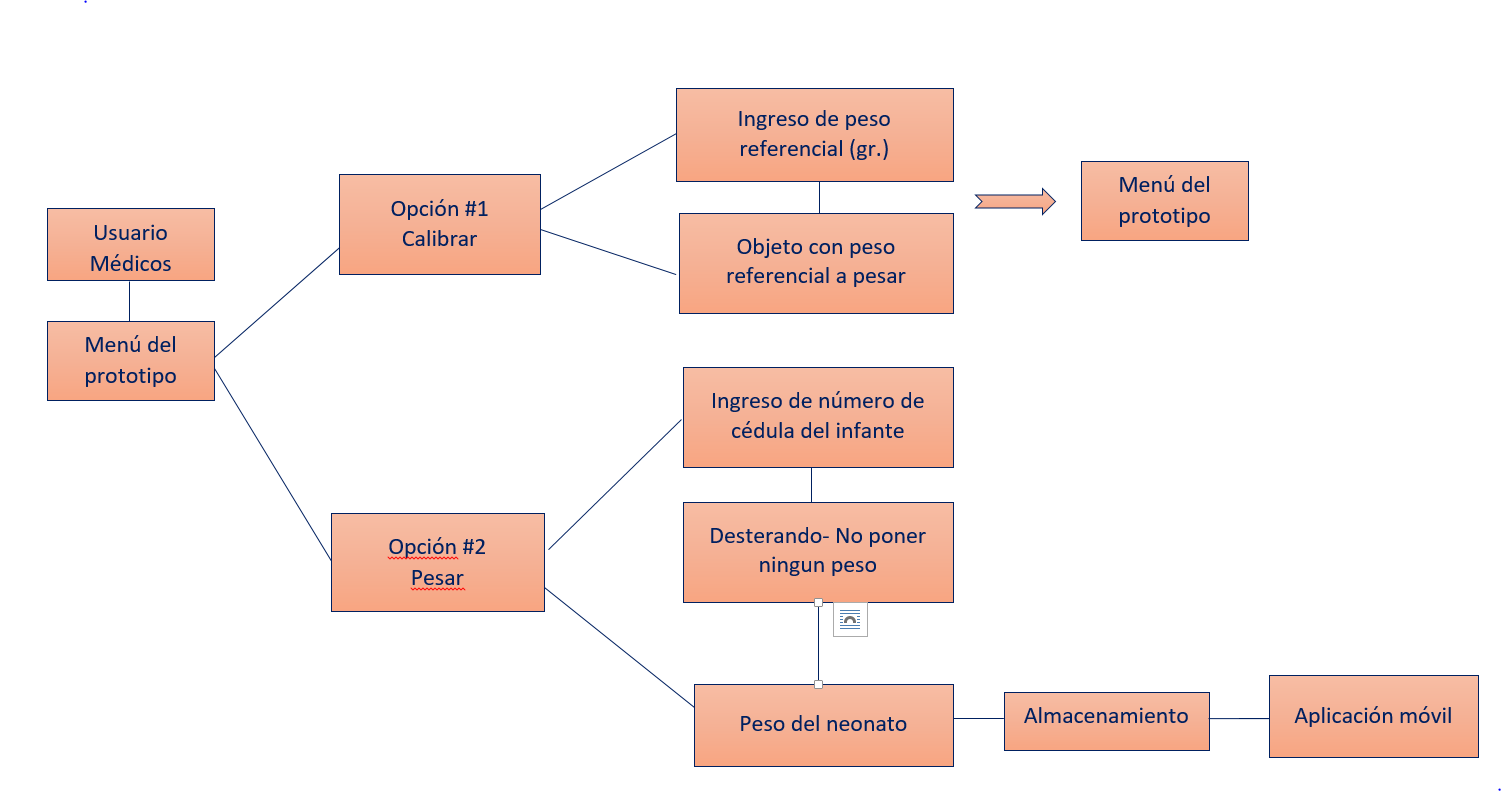 Usuario
Médicos
Menú del
prototipo
Opción #1
Calibrar
Ingreso de peso
referencial (gr.)
Objeto con peso
referencial a pesar
Menú del
prototipo
Opción #2
Pesar
Ingreso de número de
cédula del infante
Desterando- No poner
ningun peso
Peso del neonato
Almacenamiento
Aplicación móvil